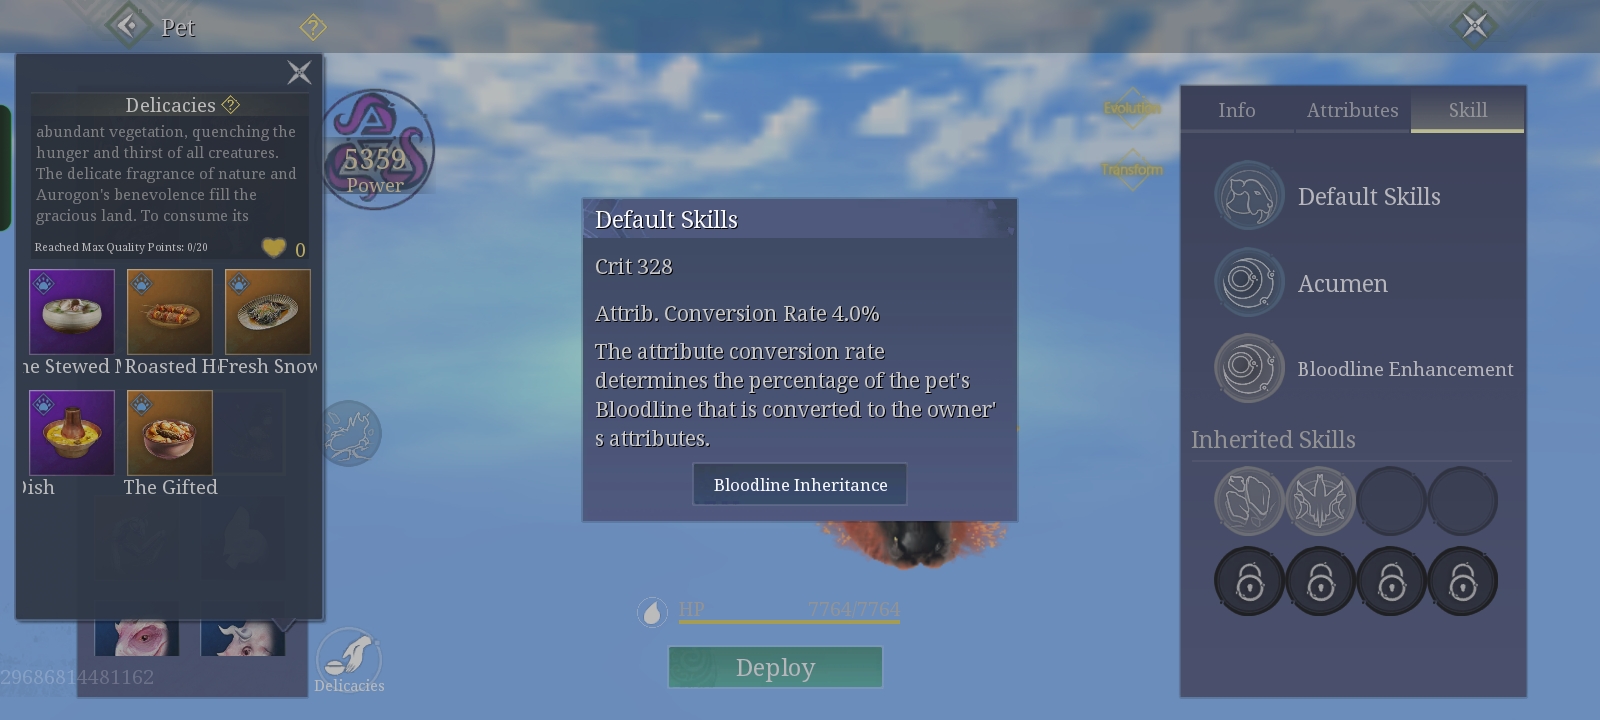 Pet
?
Delicacies ?
abundant vegetation, quenching the
hunger and thirst of all creatures.
The delicate fragrance of nature and
Aurogon's benevolence fill the
gracious land. To consume its
Reached Max Quality Points: 0/20
0
ne Stewed
Roasted H
Fresh Snow
Dish
The Gifted
5359
Power
29686814481162
Delicacies
Default Skills
Crit 328
Attrib. Conversion Rate 4.0%
The attribute conversion rate
determines the percentage of the pet's
Bloodline that is converted to the owner'
s attributes.
Bloodline Inheritance
HP 7764/7764
Deploy
Evolution
Transform
Info Attributes Skill
Default Skills
Acumen
Bloodline Enhancement
Inherited Skills